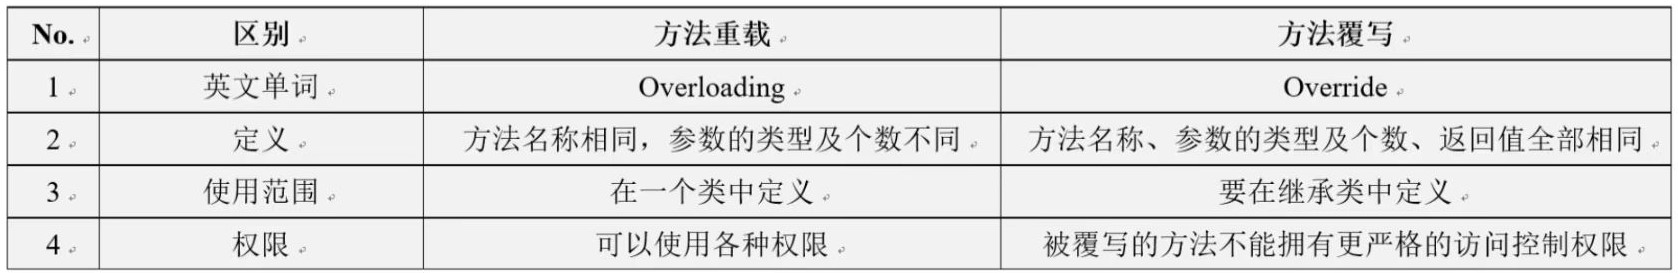 No. 区别 方法重载 方法覆写
1 英文单词 Overloading Override
2 定义 方法名称相同，参数的类型及个数不同 方法名称、参数的类型及个数、返回值全部相同
3 使用范围 在一个类中定义 要在继承类中定义
4 权限 可以使用各种权限 被覆写的方法不能拥有更严格的访问控制权限